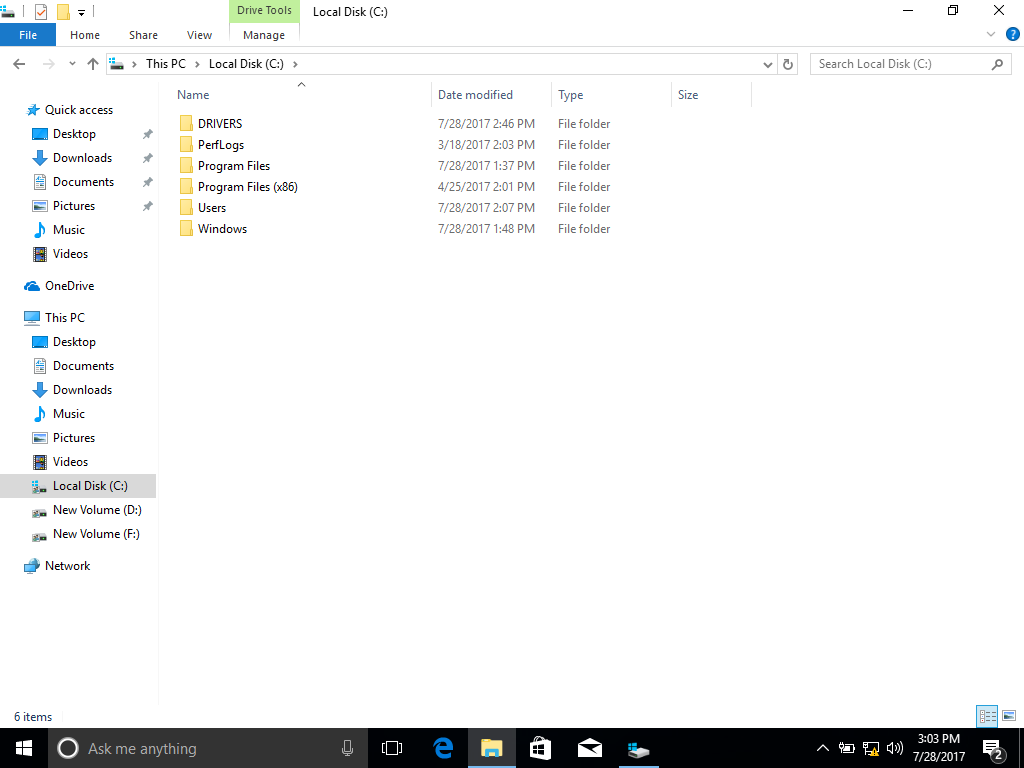 Drive Tools
Local Disk (C:)
File Home Share View Manage
This PC Local Disk (C:)
Search Local Disk (C:)
Name Date modified Type Size
Quick access
Desktop
Downloads
Documents
Pictures
Music
Videos
OneDrive
This PC
Desktop
Documents
Downloads
Music
Pictures
Videos
Local Disk (C:)
New Volume (D:)
New Volume (F:)
Network
DRIVERS 7/28/2017 2:46 PM File folder
PerfLogs 3/18/2017 2:03 PM File folder
Program Files 7/28/2017 1:37 PM File folder
Program Files (x86) 4/25/2017 2:01 PM File folder
Users 7/28/2017 2:07 PM File folder
Windows 7/28/2017 1:48 PM File folder
6 items
Ask me anything
3:03 PM
7/28/2017
2